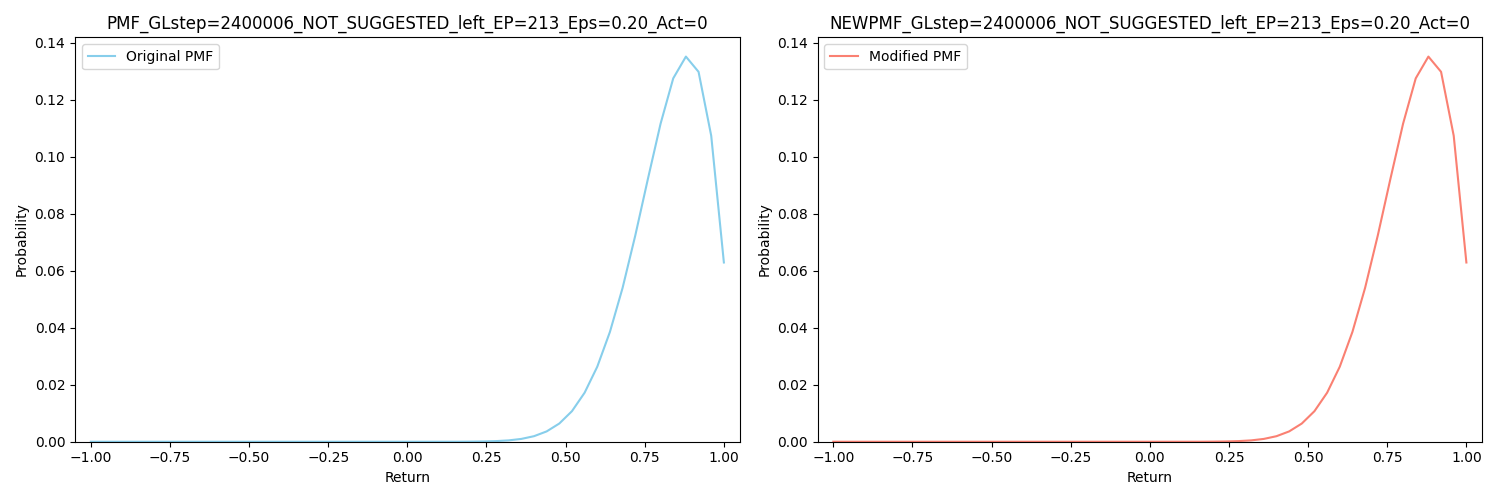 PMF_GLstep=2400006_NOT_SUGGESTED_left_EP=213_Eps=0.20_Act=0
Original PMF
0.14
0.12
0.10
0.08
0.06
0.04
0.02
0.00
Probability
−1.00 −0.75 −0.50 −0.25 0.00 0.25 0.50 0.75 1.00
Return
NEWPMF_GLstep=2400006_NOT_SUGGESTED_left_EP=213_Eps=0.20_Act=0
Modified PMF
0.14
0.12
0.10
0.08
0.06
0.04
0.02
0.00
Probability
−1.00 −0.75 −0.50 −0.25 0.00 0.25 0.50 0.75 1.00
Return